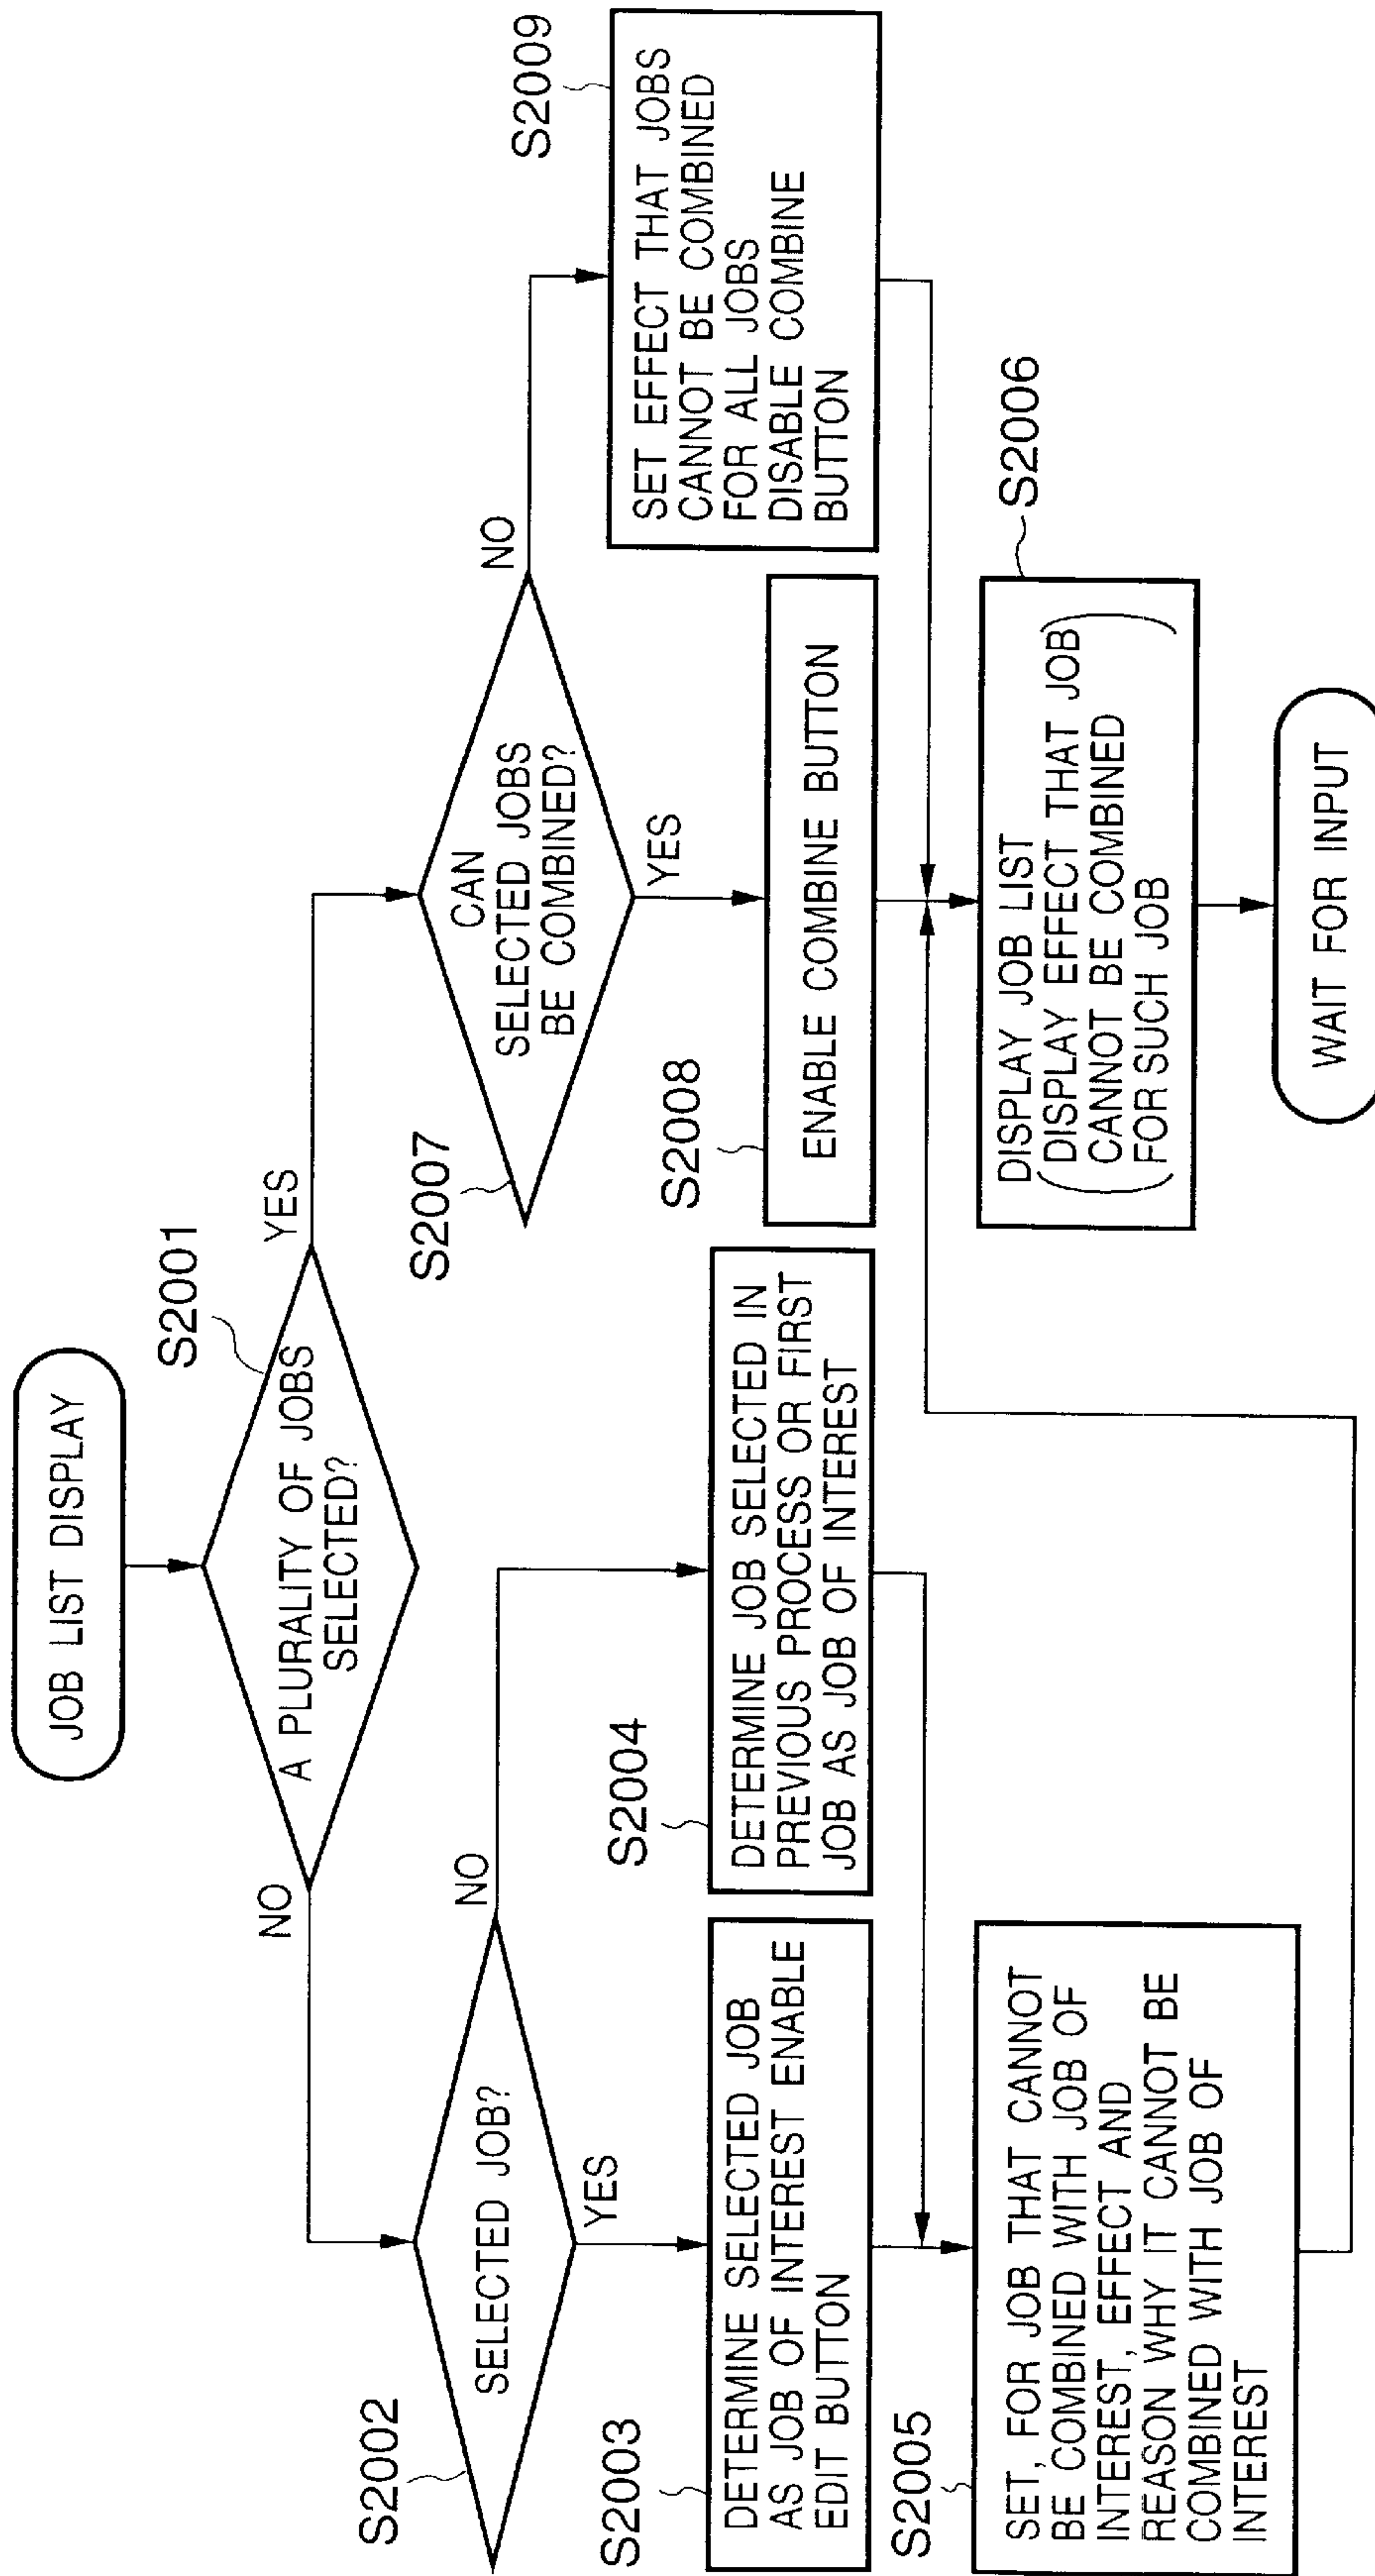 JOB LIST DISPLAY
S2001
A PLURALITY OF JOBS
SELECTED?
NO
YES
S2002
SELECTED JOB?
NO
YES
S2003
DETERMINE SELECTED JOB
AS JOB OF INTEREST ENABLE
EDIT BUTTON
S2004
DETERMINE JOB SELECTED IN
PREVIOUS PROCESS OR FIRST
JOB AS JOB OF INTEREST
S2005
SET, FOR JOB THAT CANNOT
BE COMBINED WITH JOB OF
INTEREST, EFFECT AND
REASON WHY IT CANNOT BE
COMBINED WITH JOB OF
INTEREST
S2007
CAN
SELECTED JOBS
BE COMBINED?
NO
YES
S2008
ENABLE COMBINE BUTTON
S2009
SET EFFECT THAT JOBS
CANNOT BE COMBINED
FOR ALL JOBS
DISABLE COMBINE
BUTTON
S2006
DISPLAY JOB LIST
(DISPLAY EFFECT THAT JOB
CANNOT BE COMBINED
FOR SUCH JOB)
WAIT FOR INPUT